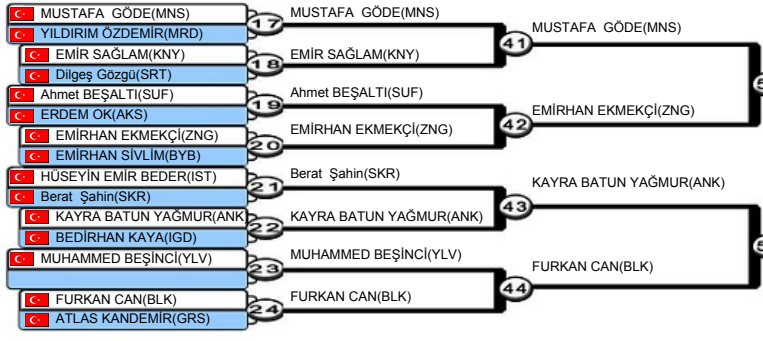 MUSTAFA GÖDE(MNS)
YILDIRIM ÖZDEMİR(MRD)
EMİR SAĞLAM(KNY)
Dilgeş Gözgü(SRT)
Ahmet BEŞALTI(SUF)
ERDEM OK(AKS)
EMİRHAN EKMEKÇİ(ZNG)
EMİRHAN SİVLİM(BYB)
HÜSEYİN EMİR BEDER(IST)
Berat Şahin(SKR)
KAYRA BATUN YAĞMUR(ANK
BEDİRHAN KAYA(IGD)
MUHAMMED BEŞİNCİ(YLV)
FURKAN CAN(BLK)
ATLAS KANDEMİR(GRS)
17
18
19
20
21
22
23
24
MUSTAFA GÖDE(MNS)
EMİR SAĞLAM(KNY)
Ahmet BEŞALTI(SUF)
EMİRHAN EKMEKÇİ(ZNG)
Berat Şahin(SKR)
KAYRA BATUN YAĞMUR(ANK)
MUHAMMED BEŞİNCİ(YLV)
FURKAN CAN(BLK)
41
42
43
44
MUSTAFA GÖDE(MNS)
EMİRHAN EKMEKÇİ(ZNG)
KAYRA BATUN YAĞMUR(ANK)
FURKAN CAN(BLK)